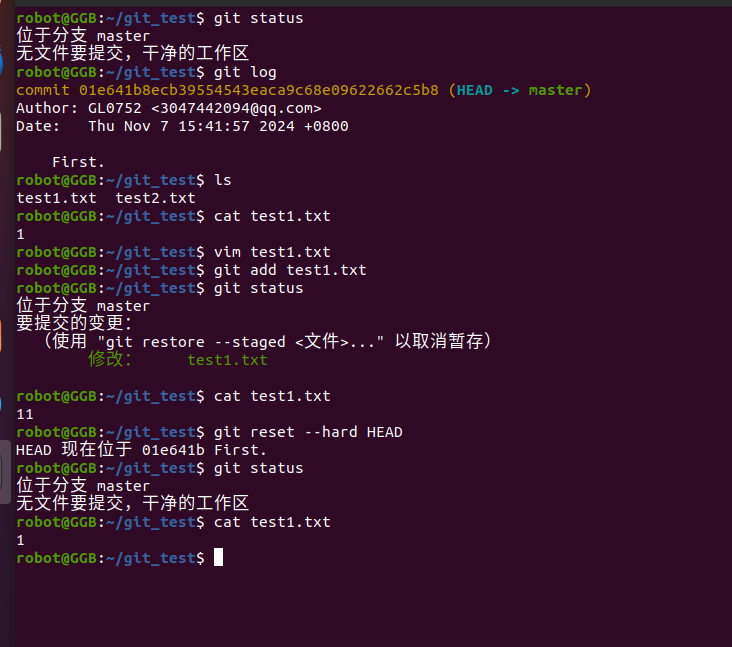 robot@GGB:~/git_test$ git status
位于分支 master
无文件要提交，干净的工作区
robot@GGB:~/git_test$ git log
commit 01e641b8ecb39554543eaca9c68e09622662c5b8 (HEAD -> master)
Author: GL0752 <3047442094@qq.com>
Date:   Thu Nov 7 15:41:57 2024 +0800
    First.
robot@GGB:~/git_test$ ls
test1.txt  test2.txt
robot@GGB:~/git_test$ cat test1.txt
1
robot@GGB:~/git_test$ vim test1.txt
robot@GGB:~/git_test$ git add test1.txt
robot@GGB:~/git_test$ git status
位于分支 master
要提交的变更：
  （使用 "git restore --staged <文件>..." 以取消暂存）
        修改：     test1.txt
robot@GGB:~/git_test$ cat test1.txt
11
robot@GGB:~/git_test$ git reset --hard HEAD
HEAD 现在位于 01e641b First.
robot@GGB:~/git_test$ git status
位于分支 master
无文件要提交，干净的工作区
robot@GGB:~/git_test$ cat test1.txt
1
robot@GGB:~/git_test$